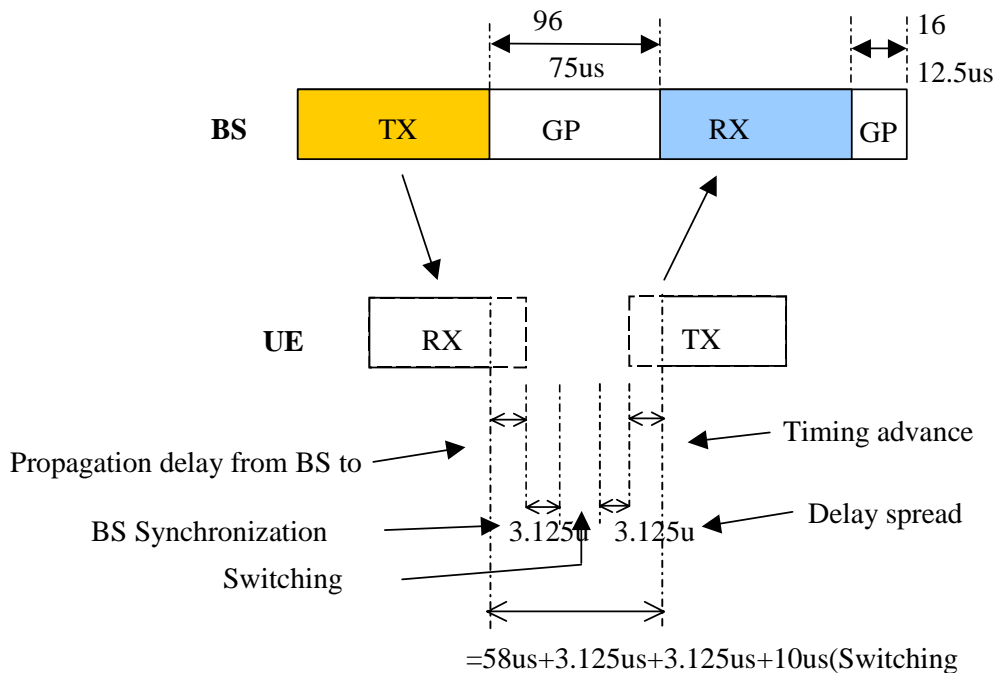 96
16
75us
12.5us
BS
TX
GP
RX
GP
UE
RX
TX
Timing advance
Propagation delay from BS to
Delay spread
BS Synchronization
3.125u
3.125u
Switching
=58us+3.125us+3.125us+10us(Switching